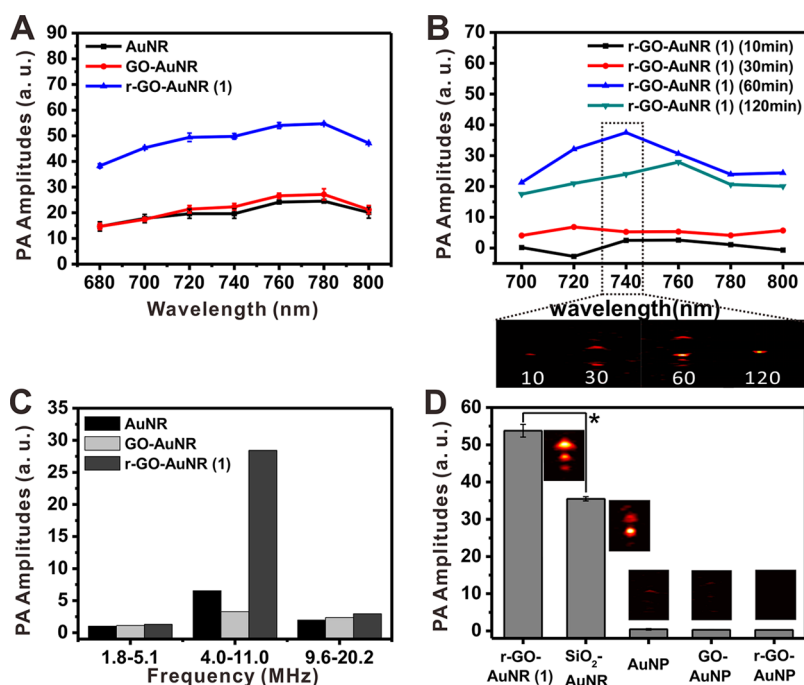 A
PA Amplitudes (a. u.)
90
80
70
60
50
40
30
20
10
0
AuNR
GO-AuNR
r-GO-AuNR (1)
680 700 720 740 760 780 800
Wavelength (nm)
B
PA Amplitudes (a. u.)
70
60
50
40
30
20
10
0
r-GO-AuNR (1) (10min)
r-GO-AuNR (1) (30min)
r-GO-AuNR (1) (60min)
r-GO-AuNR (1) (120min)
700 720 740 760 780 800
wavelength(nm)
10 30 60 120
C
PA Amplitudes (a. u.)
35
30
25
20
15
10
5
0
AuNR
GO-AuNR
r-GO-AuNR (1)
1.8-5.1 4.0-11.0 9.6-20.2
Frequency (MHz)
D
PA Amplitudes (a. u.)
60
50
40
30
20
10
0
*
r-GO-AuNR (1)
SiO₂-AuNR
AuNP
GO-AuNP
r-GO-AuNP